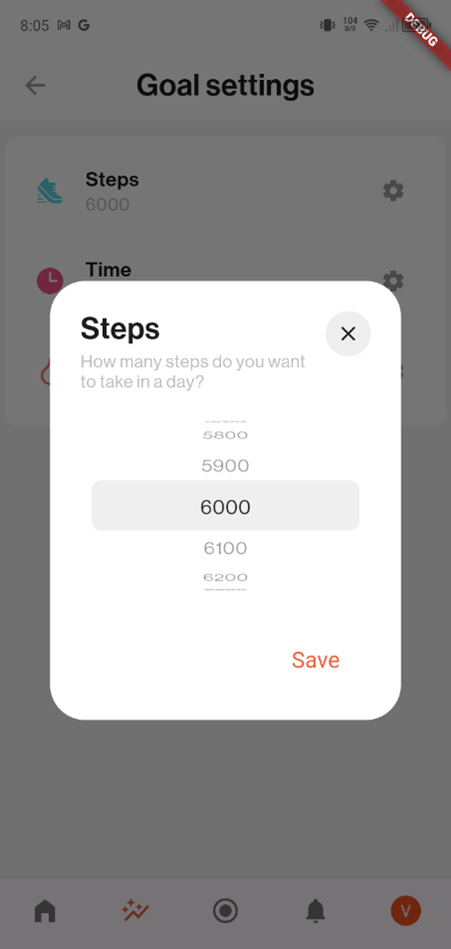 8:05
104
B/S
DEBUG
Goal settings
Steps
6000
Time
Steps
How many steps do you want
to take in a day?
5800
5900
6000
6100
6200
Save
V